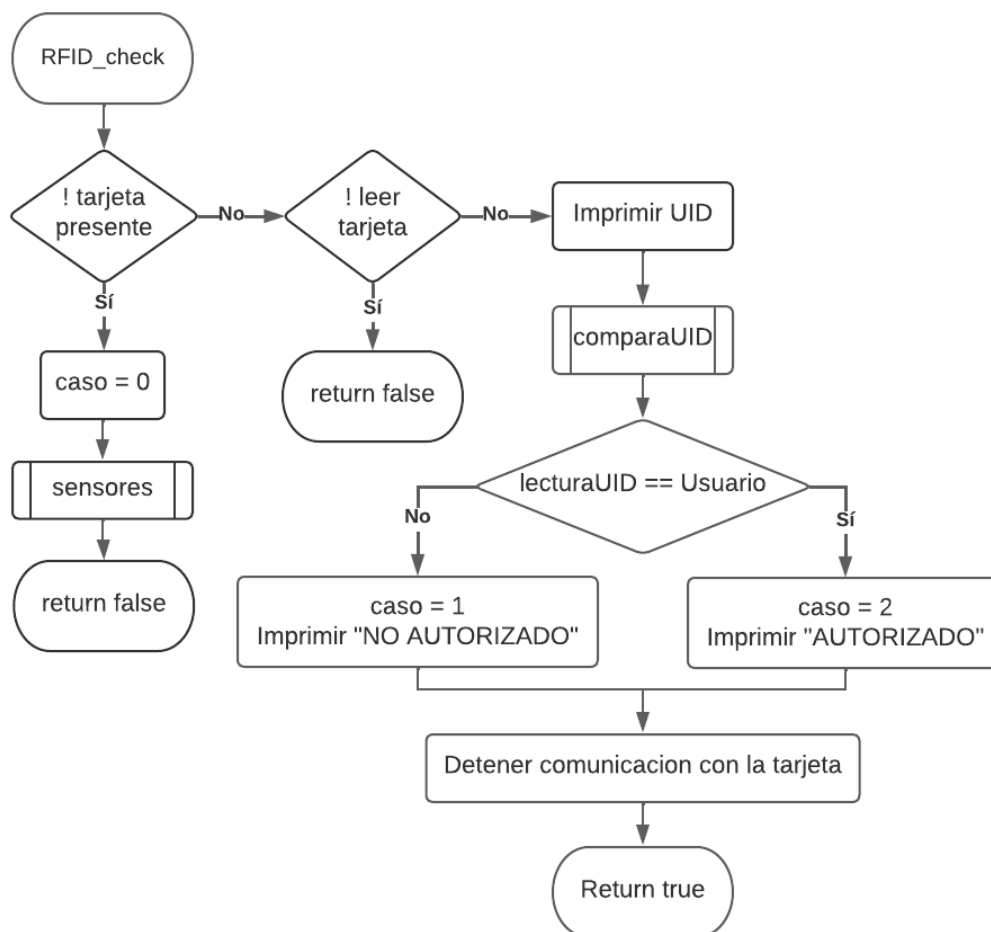 RFID_check
! tarjeta
presente
No
! leer
tarjeta
No
Imprimir UID
Sí
Sí
comparaUID
caso = 0
return false
sensores
lecturaUID == Usuario
No
Sí
return false
caso = 1
Imprimir "NO AUTORIZADO"
caso = 2
Imprimir "AUTORIZADO"
Detener comunicacion con la tarjeta
Return true